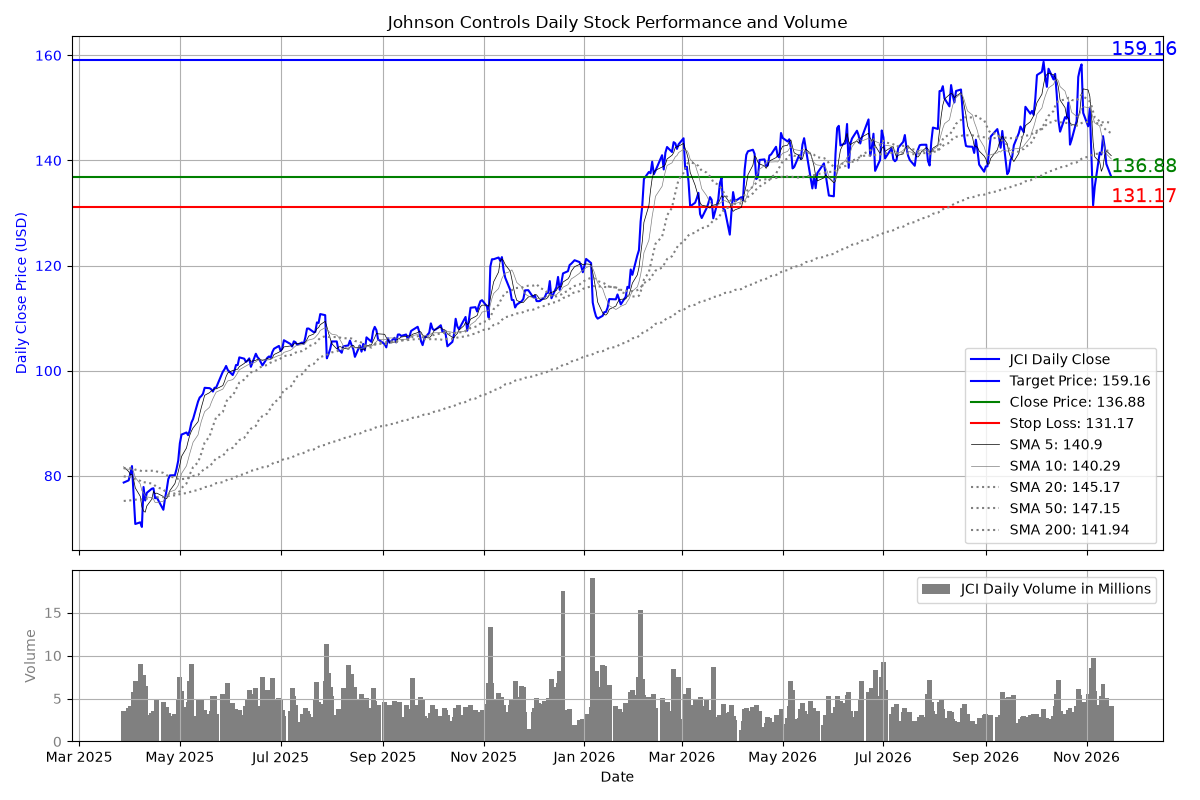 Johnson Controls Daily Stock Performance and Volume
160
140
120
100
80
Daily Close Price (USD)
159.16
136.88
131.17
JCI Daily Close
Target Price: 159.16
Close Price: 136.88
Stop Loss: 131.17
SMA 5: 140.9
SMA 10: 140.29
SMA 20: 145.17
SMA 50: 147.15
SMA 200: 141.94
JCI Daily Volume in Millions
15
10
5
0
Volume
Mar 2025 May 2025 Jul 2025 Sep 2025 Nov 2025 Jan 2026 Mar 2026 May 2026 Jul 2026 Sep 2026 Nov 2026
Date